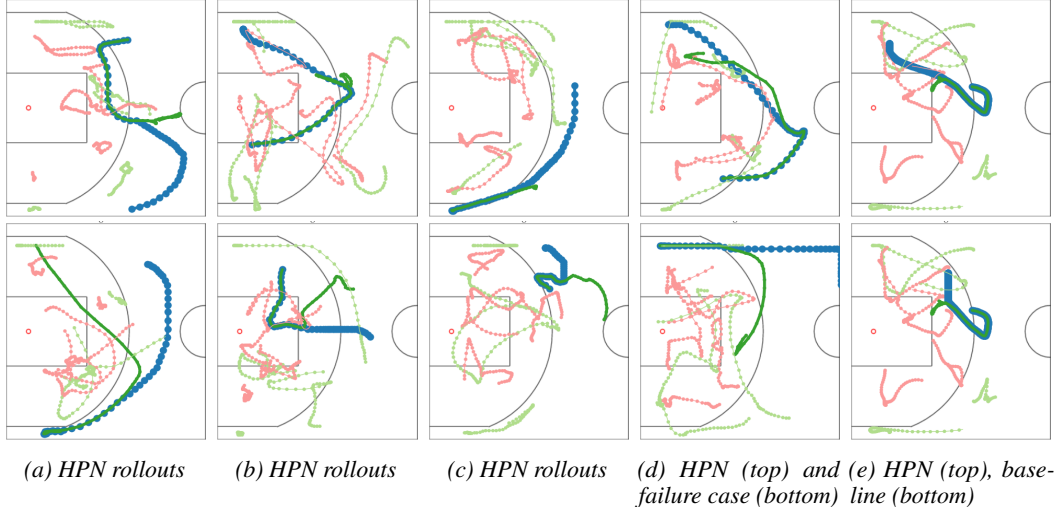 (a) HPN rollouts
(b) HPN rollouts
(c) HPN rollouts
(d) HPN (top) and
failure case (bottom)
(e) HPN (top), base-
line (bottom)